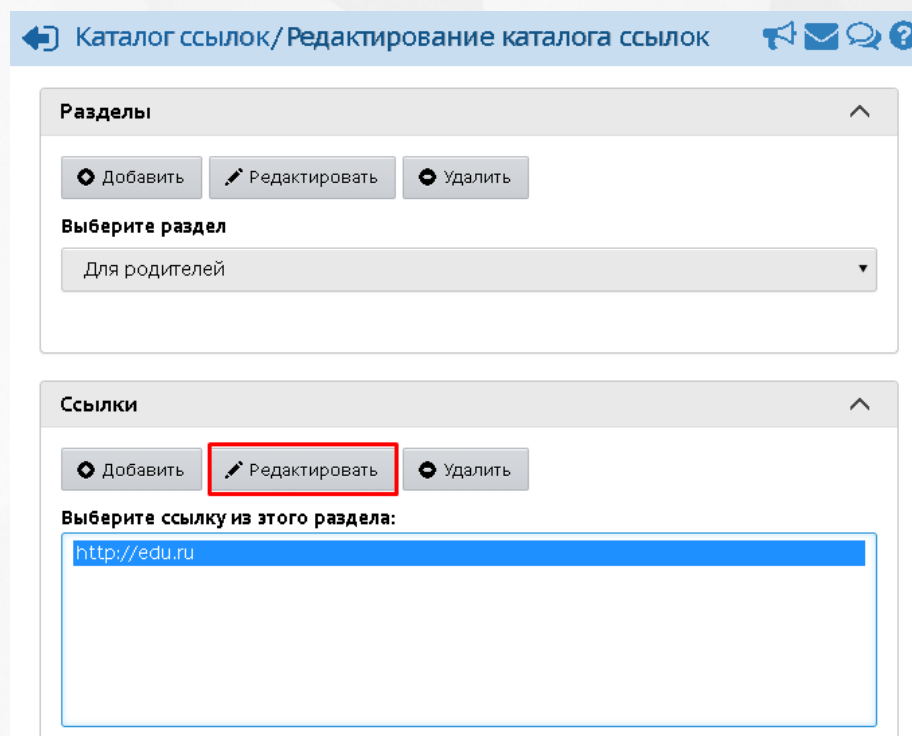 Каталог ссылок/Редактирование каталога ссылок
Разделы
Добавить Редактировать Удалить
Выберите раздел
Для родителей
Ссылки
Добавить Редактировать Удалить
Выберите ссылку из этого раздела:
http://edu.ru